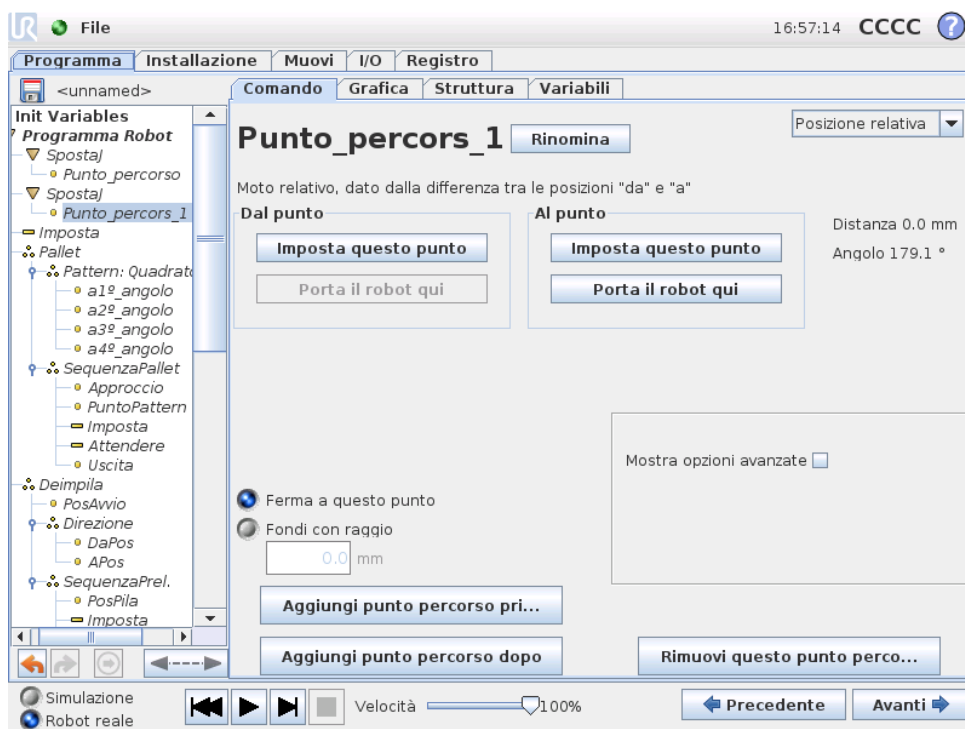 UR File 16:57:14 CCCC ?
Programma Installazione Muovi I/O Registro
<unnamed>
Comando Grafica Struttura Variabili
Init Variables
Programma Robot
SpostaJ
Punto_percorso
SpostaJ
Punto_percors_1
Imposta
Pallet
Pattern: Quadrato
a1º_angolo
a2º_angolo
a3º_angolo
a4º_angolo
SequenzaPallet
Approccio
PuntoPattern
Imposta
Attendere
Uscita
Deimpila
PosAvvio
Direzione
DaPos
APos
SequenzaPrel.
PosPila
Imposta
Punto_percors_1 Rinomina
Posizione relativa
Moto relativo, dato dalla differenza tra le posizioni "da" e "a"
Dal punto
Imposta questo punto
Porta il robot qui
Al punto
Imposta questo punto
Porta il robot qui
Distanza 0.0 mm
Angolo 179.1 °
Mostra opzioni avanzate
Ferma a questo punto
Fondi con raggio
0.0 mm
Aggiungi punto percorso pri...
Aggiungi punto percorso dopo
Rimuovi questo punto perco...
Simulazione
Robot reale
Velocità 100%
Precedente
Avanti